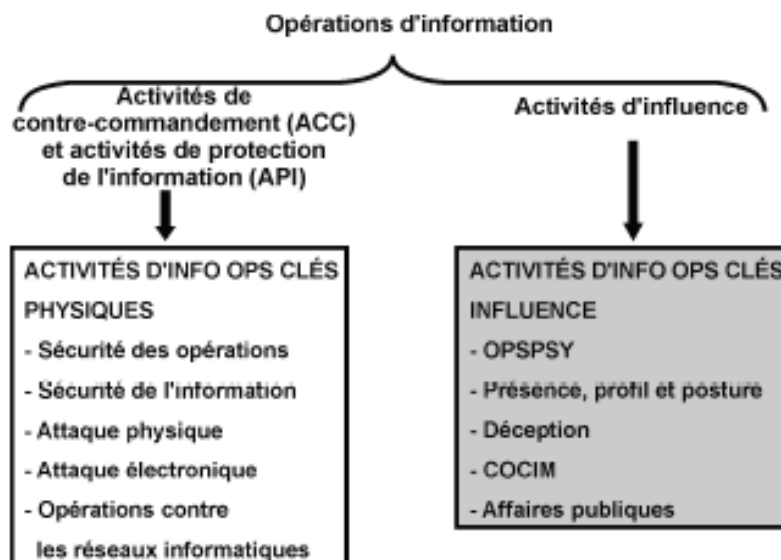 Opérations d'information
Activités de
contre-commandement (ACC)
et activités de protection
de l'information (API)
Activités d'influence
ACTIVITÉS D'INFO OPS CLÉS
PHYSIQUES
- Sécurité des opérations
- Sécurité de l'information
- Attaque physique
- Attaque électronique
- Opérations contre
les réseaux informatiques
ACTIVITÉS D'INFO OPS CLÉS
INFLUENCE
- OPSPSY
- Présence, profil et posture
- Déception
- COCIM
- Affaires publiques